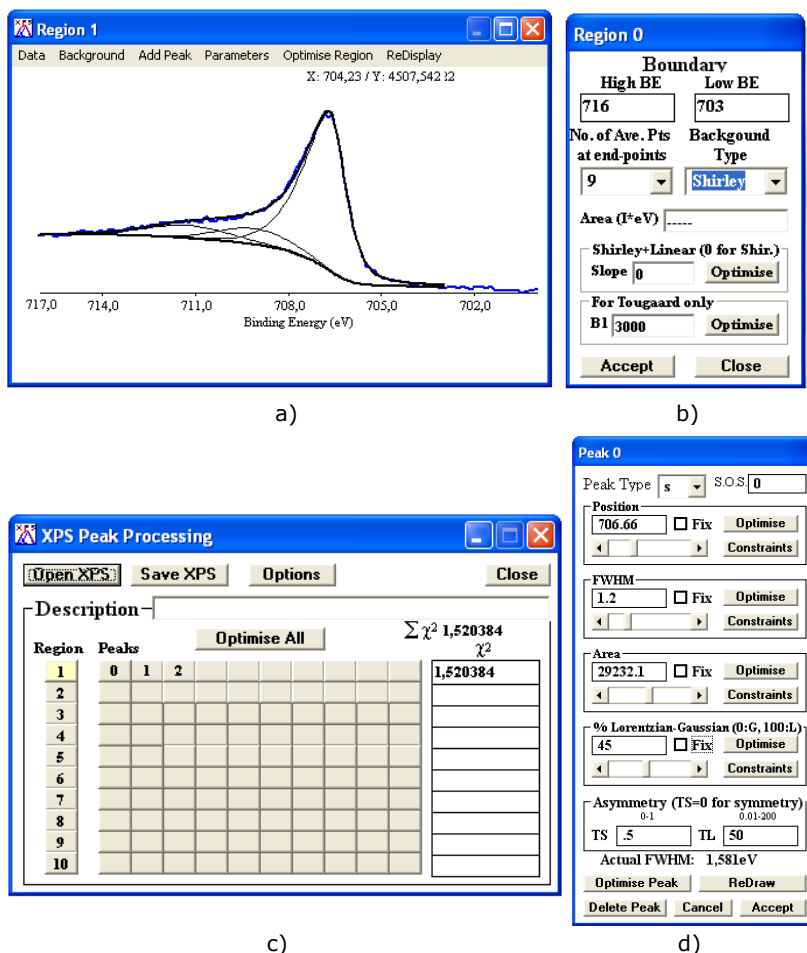 Region 1
Data Background Add Peak Parameters Optimise Region ReDisplay
X: 704,23 / Y: 4507,542
717,0 714,0 711,0 708,0 705,0 702,0
Binding Energy (eV)
a)
Region 0
Boundary
High BE Low BE
716 703
No. of Ave. Pts Backgound
at end-points Type
9 Shirley
Area (I*eV) -----
Shirley+Linear (0 for Shir.)
Slope 0 Optimise
For Tougaard only
B1 3000 Optimise
Accept Close
b)
XPS Peak Processing
Open XPS Save XPS Options Close
Description
Optimise All
∑ χ² 1,520384
Region Peaks χ²
1 0 1 2 1,520384
2
3
4
5
6
7
8
9
10
c)
Peak 0
Peak Type s S.O.S. 0
Position
706.66 Fix Optimise
Constraints
FWHM
1.2 Fix Optimise
Constraints
Area
29232.1 Fix Optimise
Constraints
% Lorentzian-Gaussian (0:G, 100:L)
45 Fix Optimise
Constraints
Asymmetry (TS=0 for symmetry)
0-1 0.01-200
TS .5 TL 50
Actual FWHM: 1,581eV
Optimise Peak ReDraw
Delete Peak Cancel Accept
d)